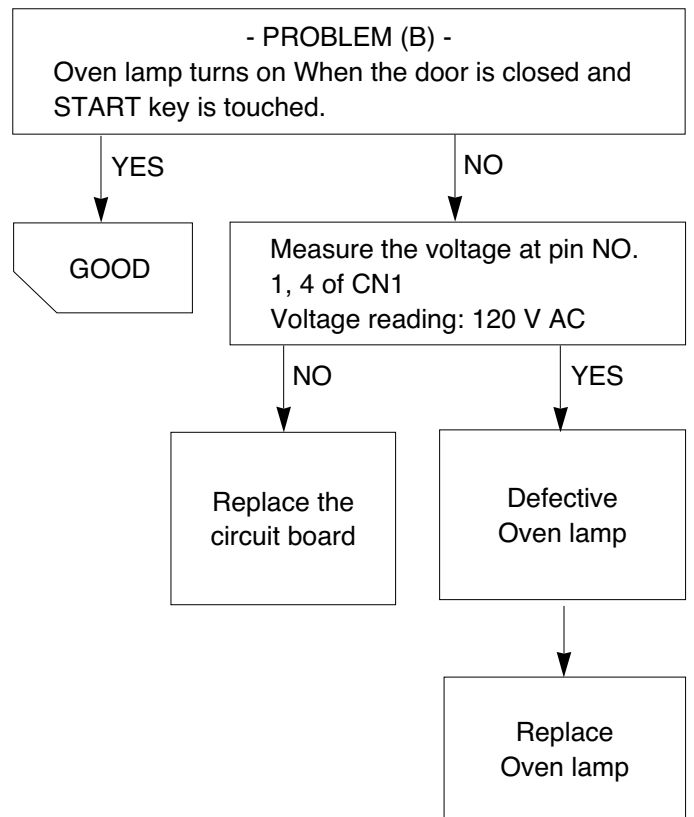 - PROBLEM (B) -
Oven lamp turns on When the door is closed and
START key is touched.
YES
NO
GOOD
Measure the voltage at pin NO.
1, 4 of CN1
Voltage reading: 120 V AC
NO
YES
Replace the
circuit board
Defective
Oven lamp
Replace
Oven lamp